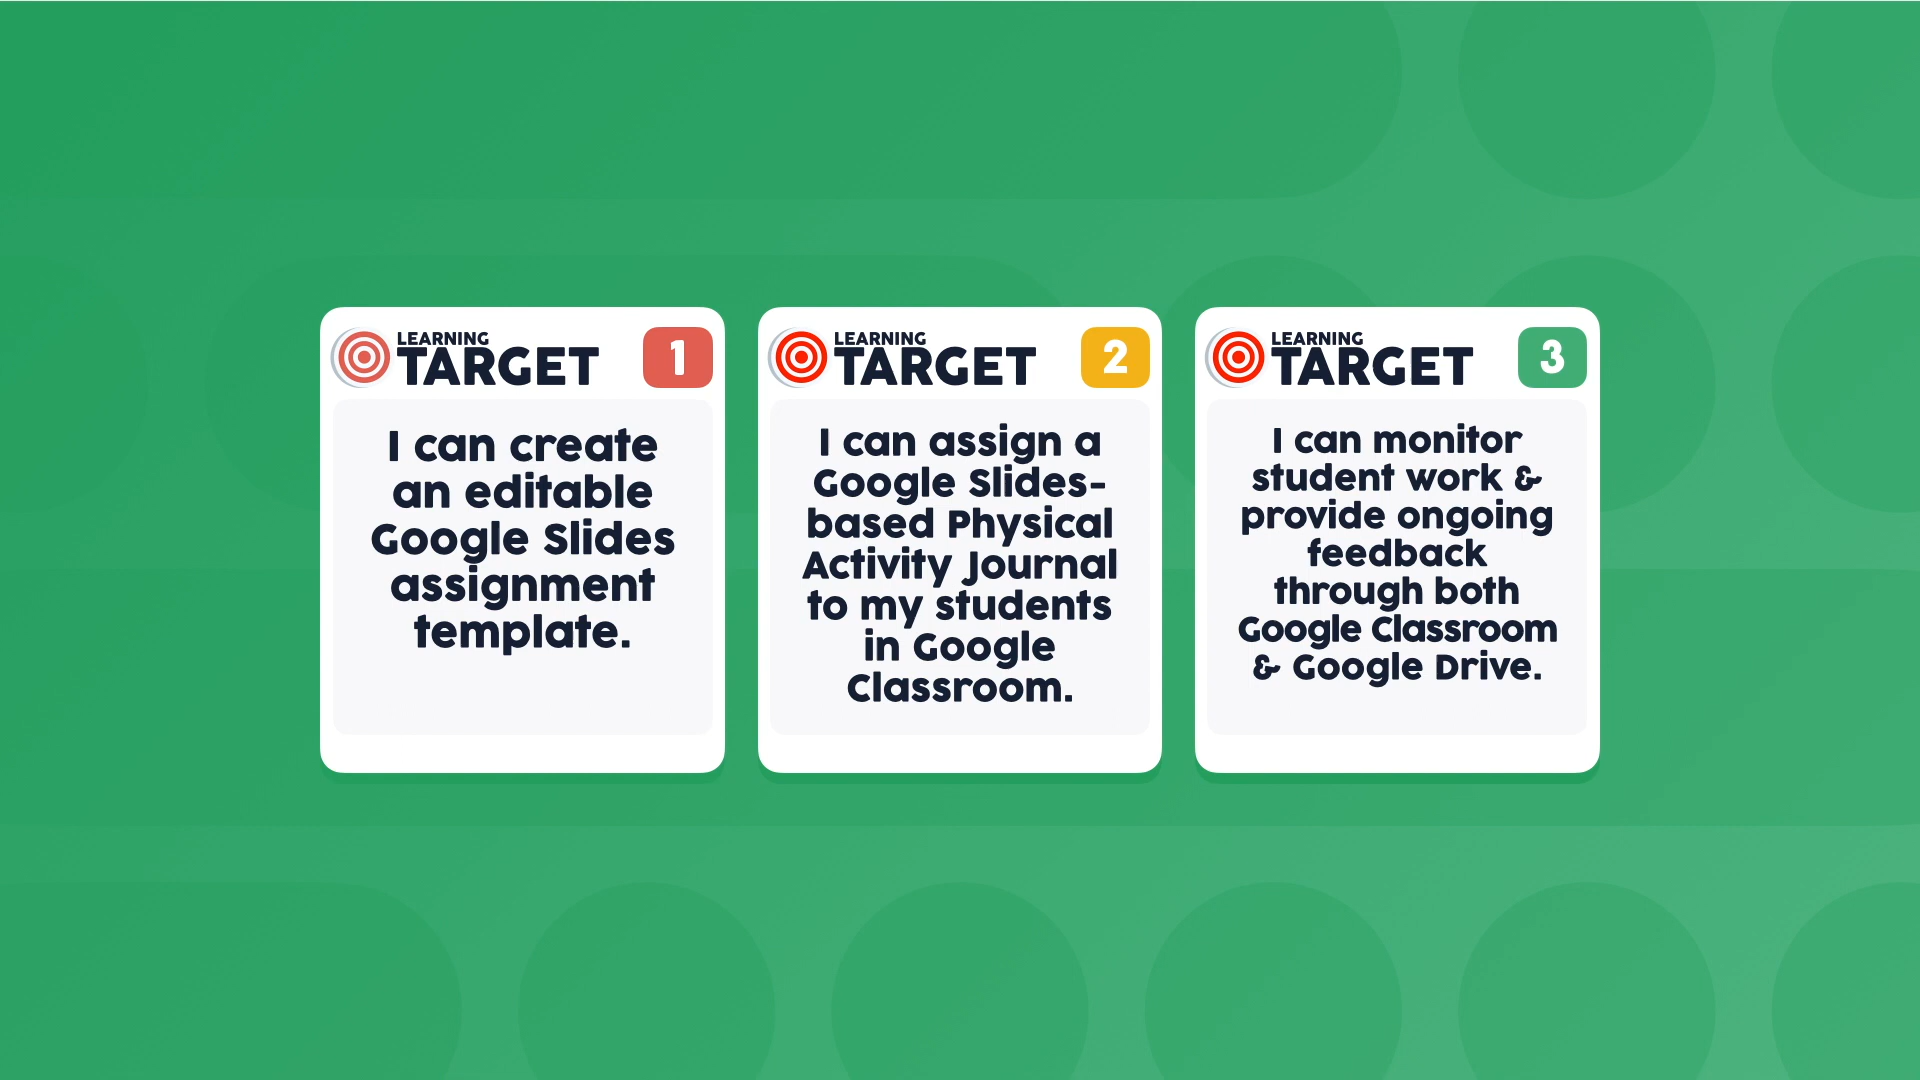 LEARNING
TARGET
1
I can create
an editable
Google Slides
assignment
template.
LEARNING
TARGET
2
I can assign a
Google Slides-
based Physical
Activity Journal
to my students
in Google
Classroom.
LEARNING
TARGET
3
I can monitor
student work &
provide ongoing
feedback
through both
Google Classroom
& Google Drive.